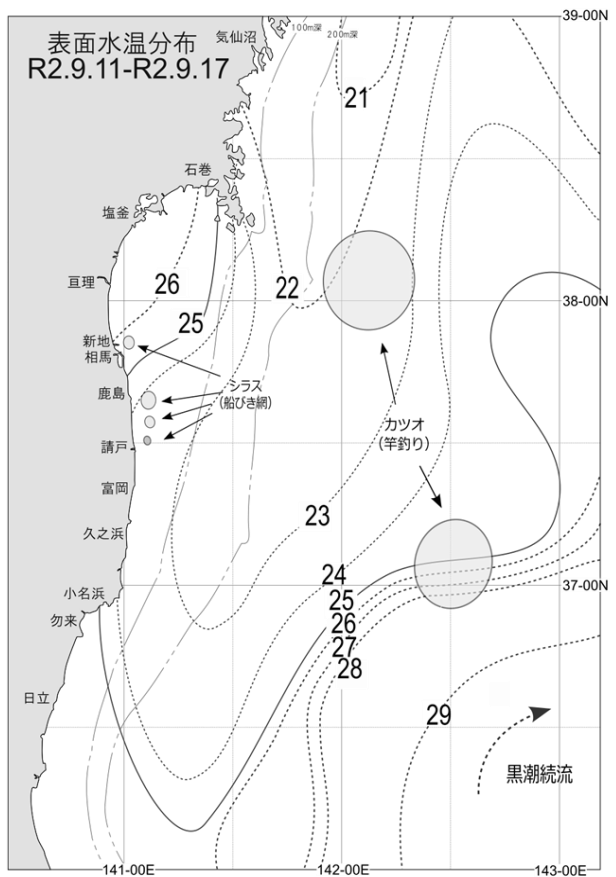 39-00N
100m深
200m深
表面水温分布
R2.9.11-R2.9.17
気仙沼
21
石巻
塩釜
亘理
26
22
38-00N
25
新地
相馬
シラス
(船びき網)
鹿島
カツオ
(竿釣り)
請戸
富岡
23
久之浜
24
37-00N
小名浜
25
勿来
26
27
28
日立
29
黒潮続流
141-00E
142-00E
143-00E